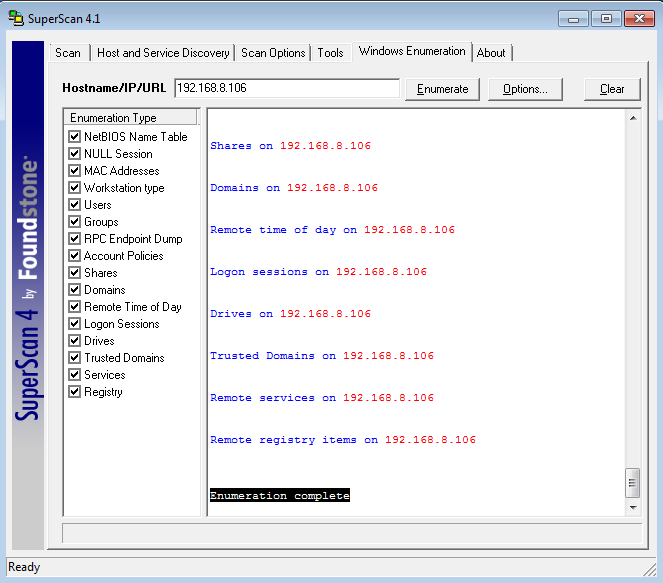 SuperScan 4.1
Scan Host and Service Discovery Scan Options Tools Windows Enumeration About
Hostname/IP/URL 192.168.8.106 Enumerate Options... Clear
SuperScan 4 by Foundstone
Enumeration Type
NetBIOS Name Table
NULL Session
MAC Addresses
Workstation type
Users
Groups
RPC Endpoint Dump
Account Policies
Shares
Domains
Remote Time of Day
Logon Sessions
Drives
Trusted Domains
Services
Registry
Shares on 192.168.8.106
Domains on 192.168.8.106
Remote time of day on 192.168.8.106
Logon sessions on 192.168.8.106
Drives on 192.168.8.106
Trusted Domains on 192.168.8.106
Remote services on 192.168.8.106
Remote registry items on 192.168.8.106
Enumeration complete
Ready